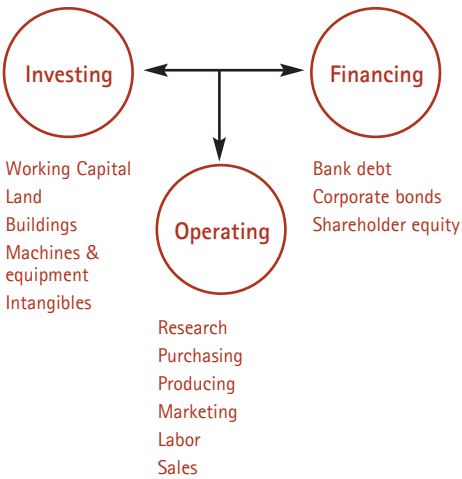 Investing
Financing
Working Capital
Land
Buildings
Machines &
equipment
Intangibles
Bank debt
Corporate bonds
Shareholder equity
Operating
Research
Purchasing
Producing
Marketing
Labor
Sales